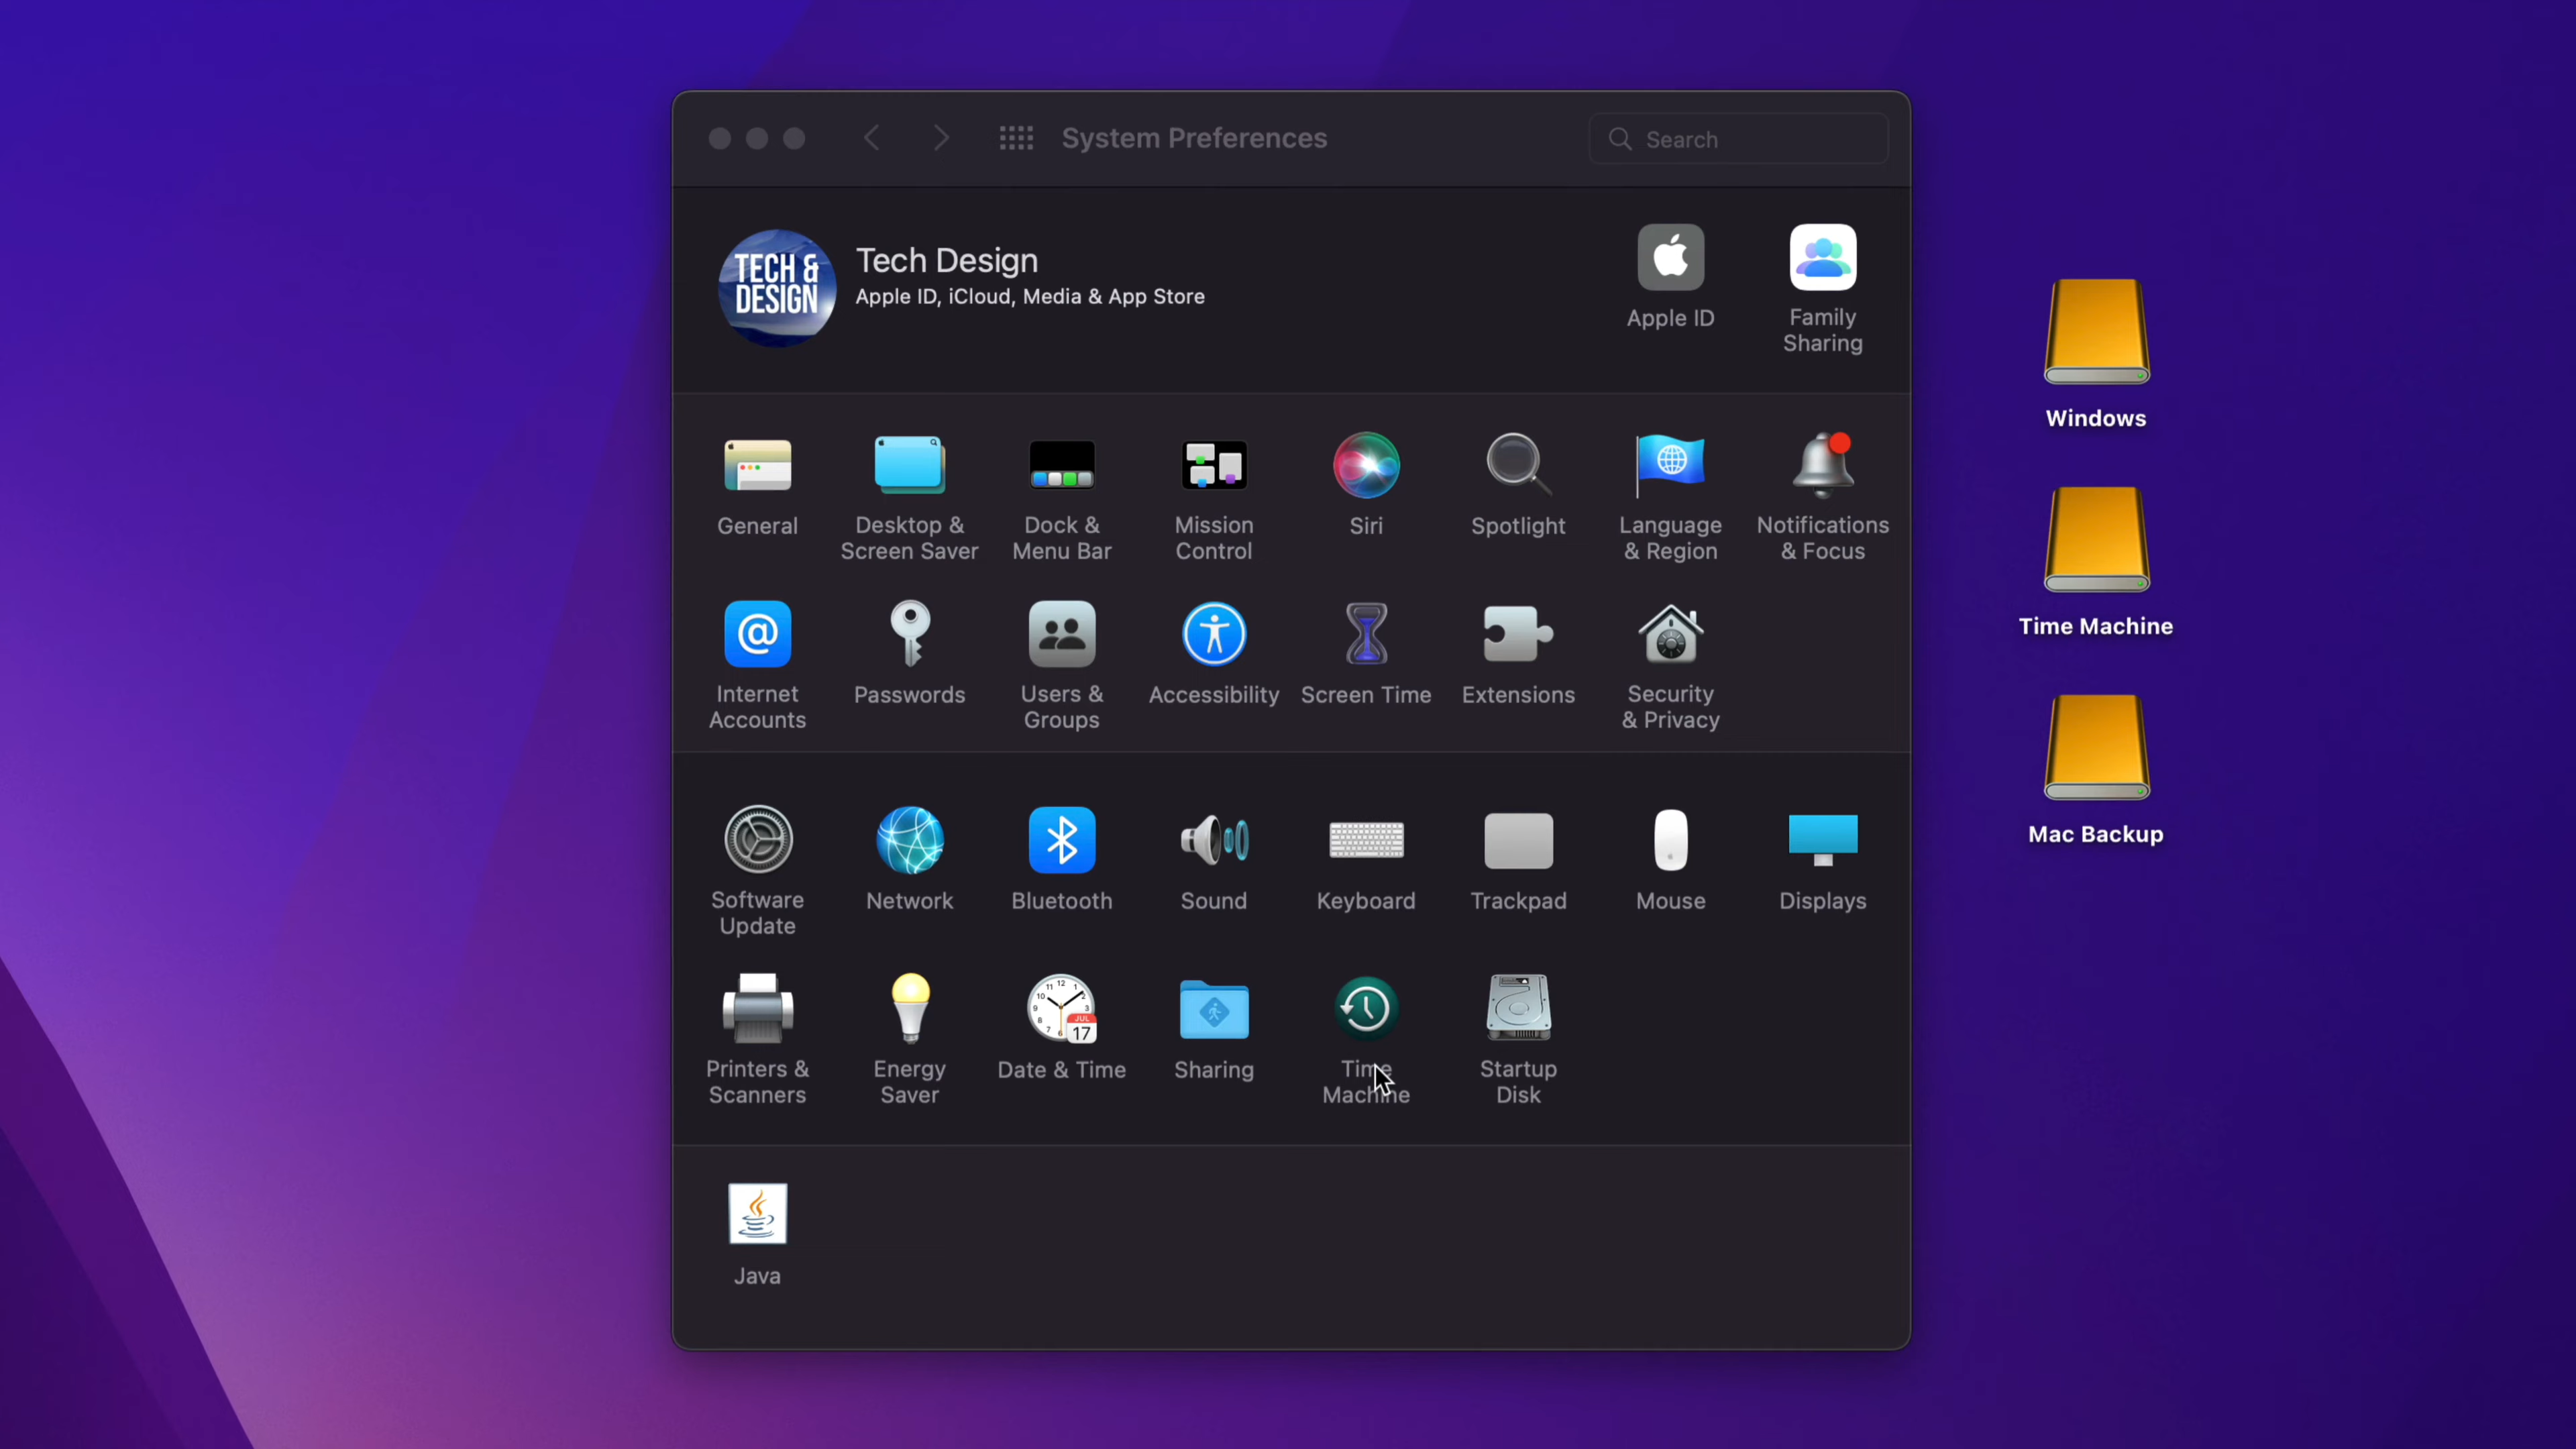 System Preferences
Search
TECH &
DESIGN
Tech Design
Apple ID, iCloud, Media & App Store
Apple ID
Family
Sharing
General
Desktop &
Screen Saver
Dock &
Menu Bar
Mission
Control
Siri
Spotlight
Language
& Region
Notifications
& Focus
Internet
Accounts
Passwords
Users &
Groups
Accessibility
Screen Time
Extensions
Security
& Privacy
Software
Update
Network
Bluetooth
Sound
Keyboard
Trackpad
Mouse
Displays
Printers &
Scanners
Energy
Saver
JUL
17
Date & Time
Sharing
Time
Machine
Startup
Disk
Java
Windows
Time Machine
Mac Backup